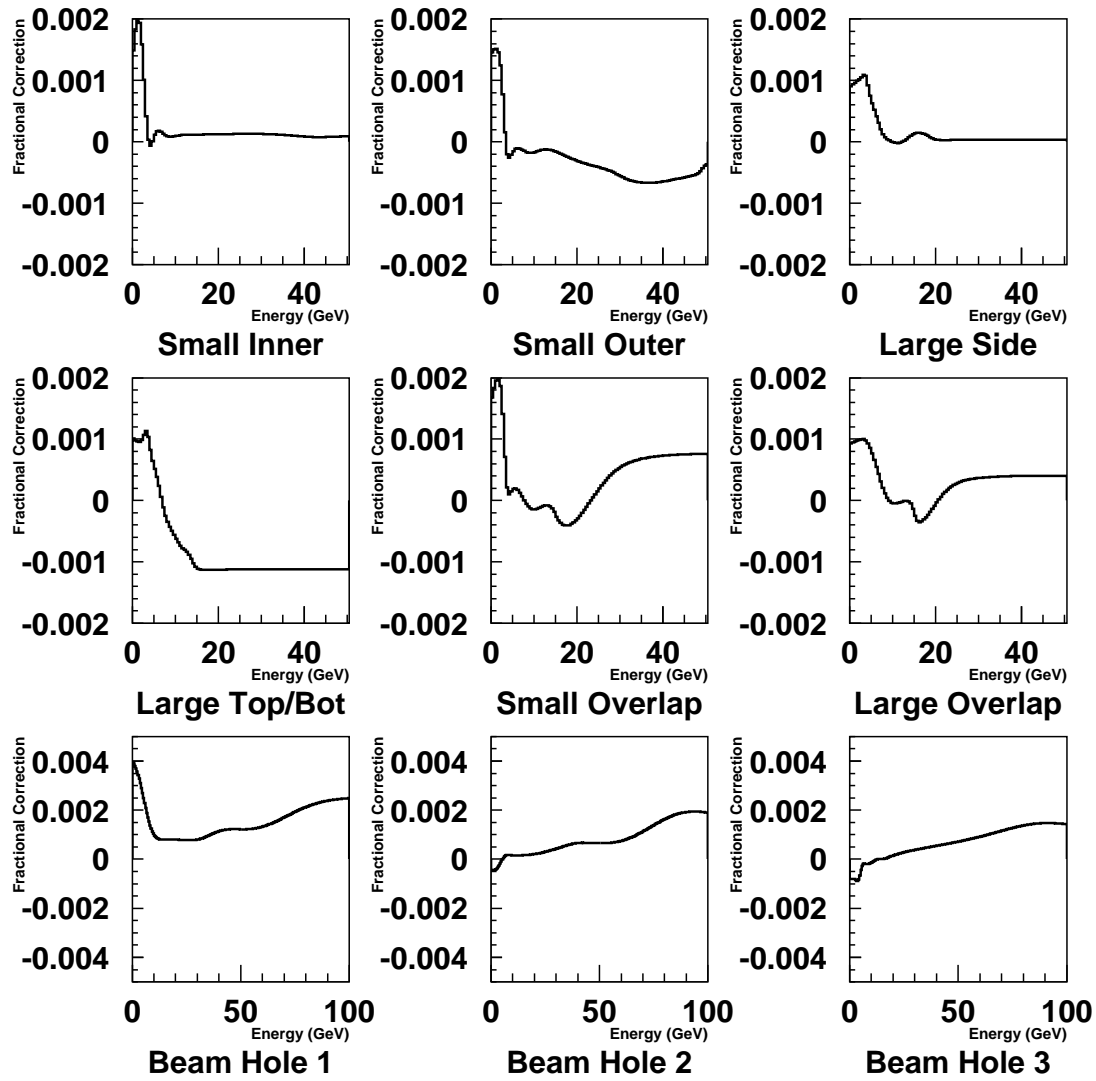 Fractional Correction
0.002
0.001
0
-0.001
-0.002
0 20 40
Energy (GeV)
Small Inner
Fractional Correction
0.002
0.001
0
-0.001
-0.002
0 20 40
Energy (GeV)
Small Outer
Fractional Correction
0.002
0.001
0
-0.001
-0.002
0 20 40
Energy (GeV)
Large Side
Fractional Correction
0.002
0.001
0
-0.001
-0.002
0 20 40
Energy (GeV)
Large Top/Bot
Fractional Correction
0.002
0.001
0
-0.001
-0.002
0 20 40
Energy (GeV)
Small Overlap
Fractional Correction
0.002
0.001
0
-0.001
-0.002
0 20 40
Energy (GeV)
Large Overlap
Fractional Correction
0.004
0.002
0
-0.002
-0.004
0 50 100
Energy (GeV)
Beam Hole 1
Fractional Correction
0.004
0.002
0
-0.002
-0.004
0 50 100
Energy (GeV)
Beam Hole 2
Fractional Correction
0.004
0.002
0
-0.002
-0.004
0 50 100
Energy (GeV)
Beam Hole 3